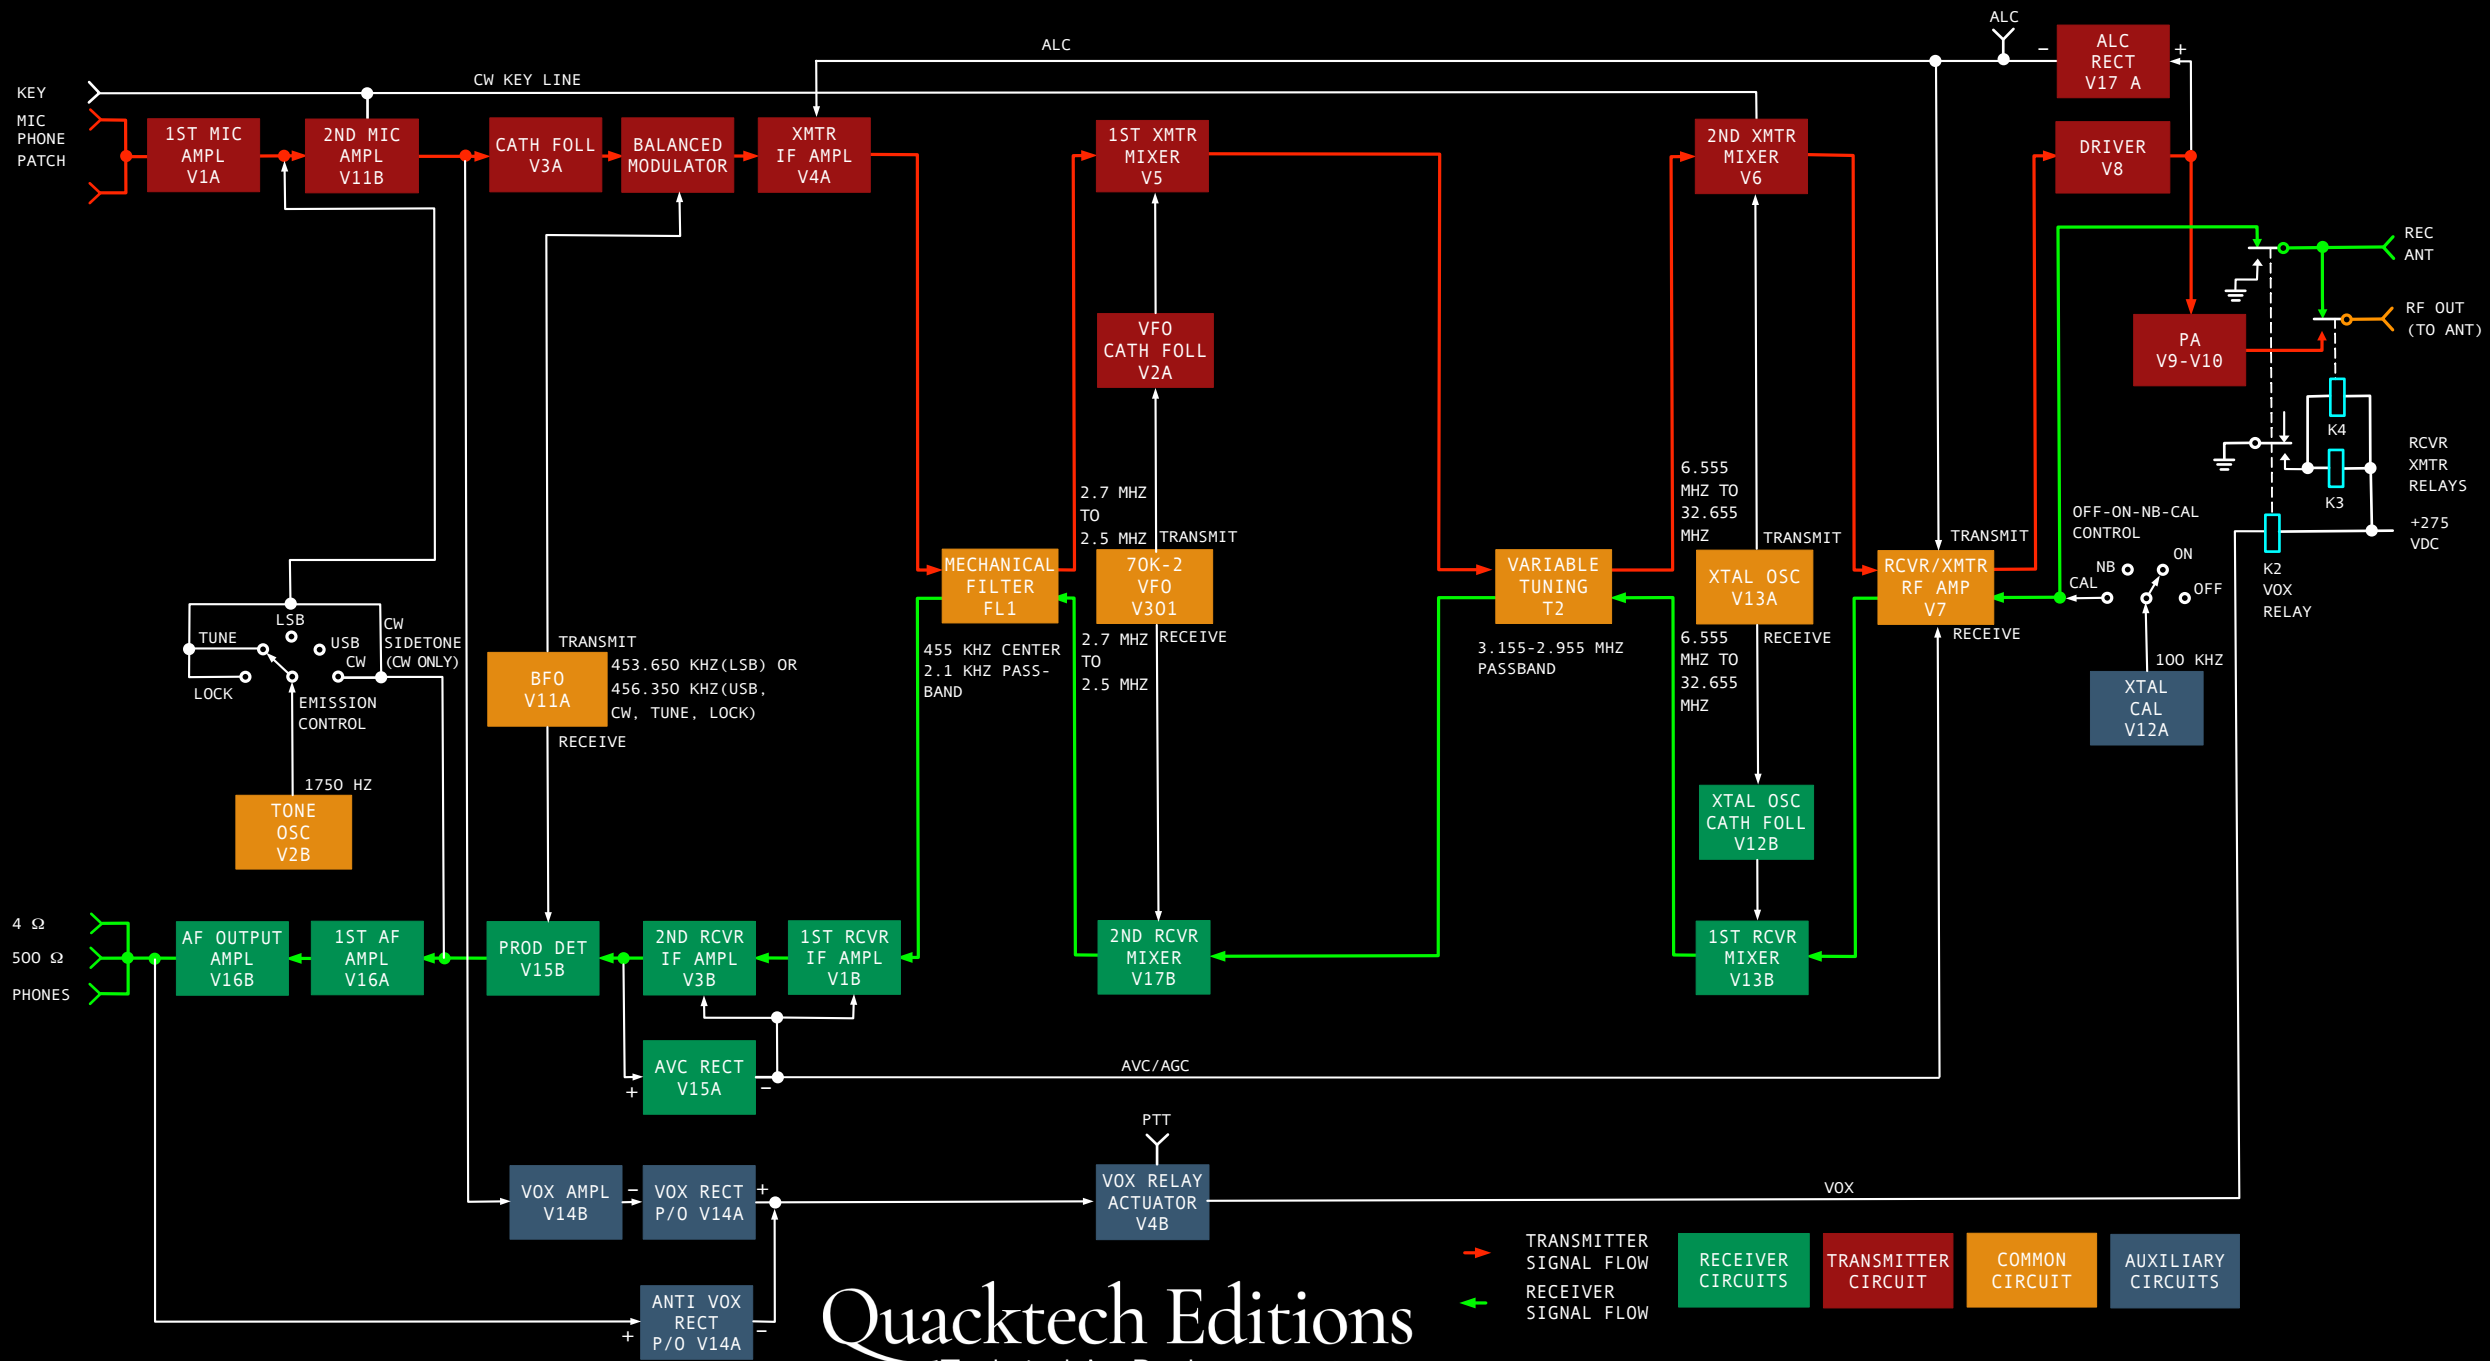 ALC
ALC
ALC
RECT
V17 A
−
+
CW KEY LINE
KEY
MIC
PHONE
PATCH
1ST MIC
AMPL
V1A
2ND MIC
AMPL
V11B
CATH FOLL
V3A
BALANCED
MODULATOR
XMTR
IF AMPL
V4A
1ST XMTR
MIXER
V5
2ND XMTR
MIXER
V6
DRIVER
V8
REC
ANT
RF OUT
(TO ANT)
PA
V9-V10
VFO
CATH FOLL
V2A
K4
K3
RCVR
XMTR
RELAYS
+275
VDC
K2
VOX
RELAY
2.7 MHZ
TO
2.5 MHZ
TRANSMIT
6.555
MHZ TO
32.655
MHZ
TRANSMIT
TRANSMIT
OFF-ON-NB-CAL
CONTROL
ON
NB
CAL
OFF
MECHANICAL
FILTER
FL1
70K-2
VFO
V301
VARIABLE
TUNING
T2
XTAL OSC
V13A
RCVR/XMTR
RF AMP
V7
RECEIVE
RECEIVE
RECEIVE
455 KHZ CENTER
2.1 KHZ PASS-
BAND
2.7 MHZ
TO
2.5 MHZ
3.155-2.955 MHZ
PASSBAND
6.555
MHZ TO
32.655
MHZ
100 KHZ
XTAL
CAL
V12A
LSB
TUNE
USB
CW
LOCK
CW
SIDETONE
(CW ONLY)
EMISSION
CONTROL
TRANSMIT
BFO
V11A
453.650 KHZ(LSB) OR
456.350 KHZ(USB,
CW, TUNE, LOCK)
RECEIVE
1750 HZ
TONE
OSC
V2B
XTAL OSC
CATH FOLL
V12B
4 Ω
500 Ω
PHONES
AF OUTPUT
AMPL
V16B
1ST AF
AMPL
V16A
PROD DET
V15B
2ND RCVR
IF AMPL
V3B
1ST RCVR
IF AMPL
V1B
2ND RCVR
MIXER
V17B
1ST RCVR
MIXER
V13B
AVC RECT
V15A
+
−
AVC/AGC
PTT
VOX AMPL
V14B
−
VOX RECT
P/O V14A
+
VOX RELAY
ACTUATOR
V4B
VOX
ANTI VOX
RECT
P/O V14A
+
−
Quacktech Editions
TRANSMITTER
SIGNAL FLOW
RECEIVER
SIGNAL FLOW
RECEIVER
CIRCUITS
TRANSMITTER
CIRCUIT
COMMON
CIRCUIT
AUXILIARY
CIRCUITS